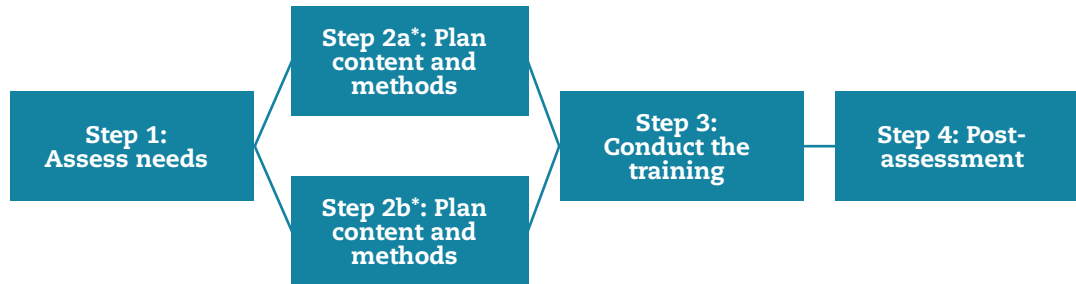 Step 1:
Assess needs
Step 2a*: Plan
content and
methods
Step 2b*: Plan
content and
methods
Step 3:
Conduct the
training
Step 4: Post-
assessment